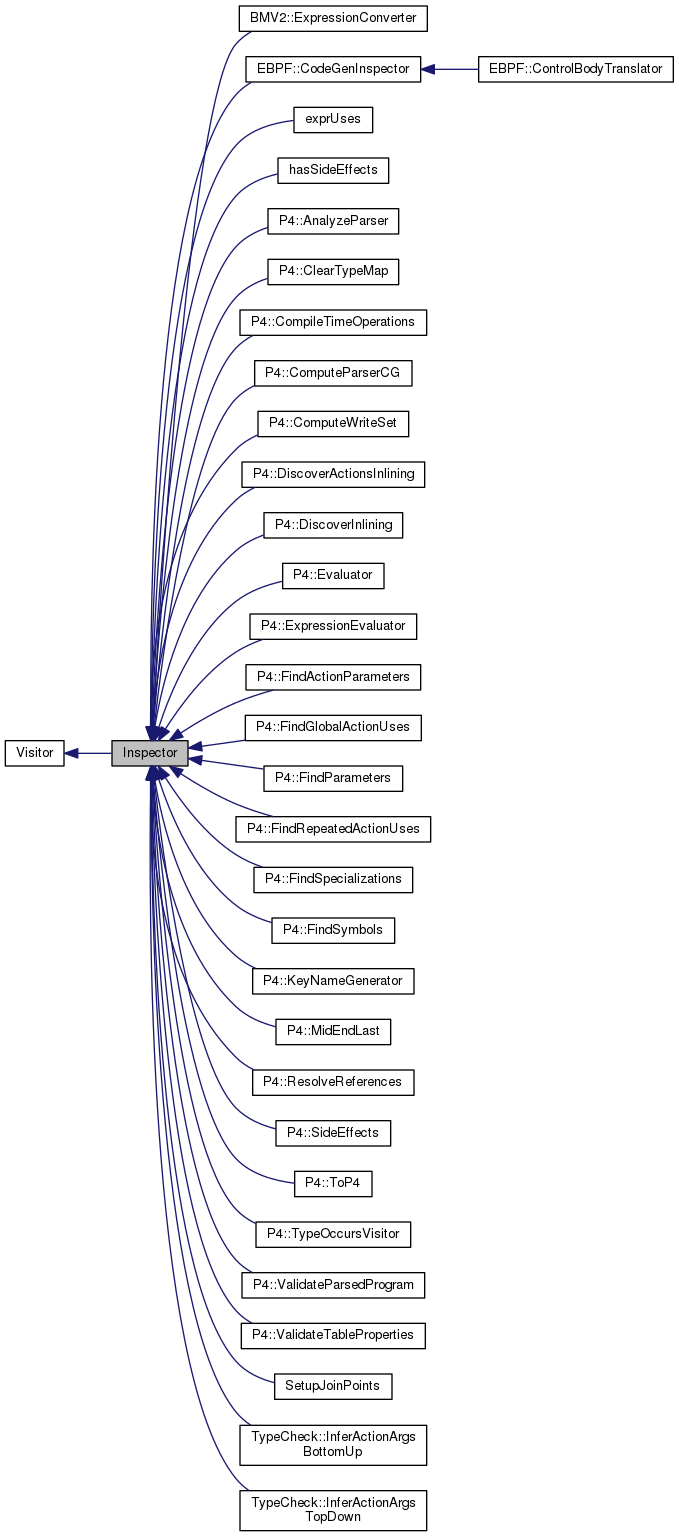 BMV2::ExpressionConverter
EBPF::CodeGenInspector
EBPF::ControlBodyTranslator
exprUses
hasSideEffects
P4::AnalyzeParser
P4::ClearTypeMap
P4::CompileTimeOperations
P4::ComputeParserCG
P4::ComputeWriteSet
P4::DiscoverActionsInlining
P4::DiscoverInlining
P4::Evaluator
P4::ExpressionEvaluator
P4::FindActionParameters
P4::FindGlobalActionUses
Visitor
Inspector
P4::FindParameters
P4::FindRepeatedActionUses
P4::FindSpecializations
P4::FindSymbols
P4::KeyNameGenerator
P4::MidEndLast
P4::ResolveReferences
P4::SideEffects
P4::ToP4
P4::TypeOccursVisitor
P4::ValidateParsedProgram
P4::ValidateTableProperties
SetupJoinPoints
TypeCheck::InferActionArgs
BottomUp
TypeCheck::InferActionArgs
TopDown